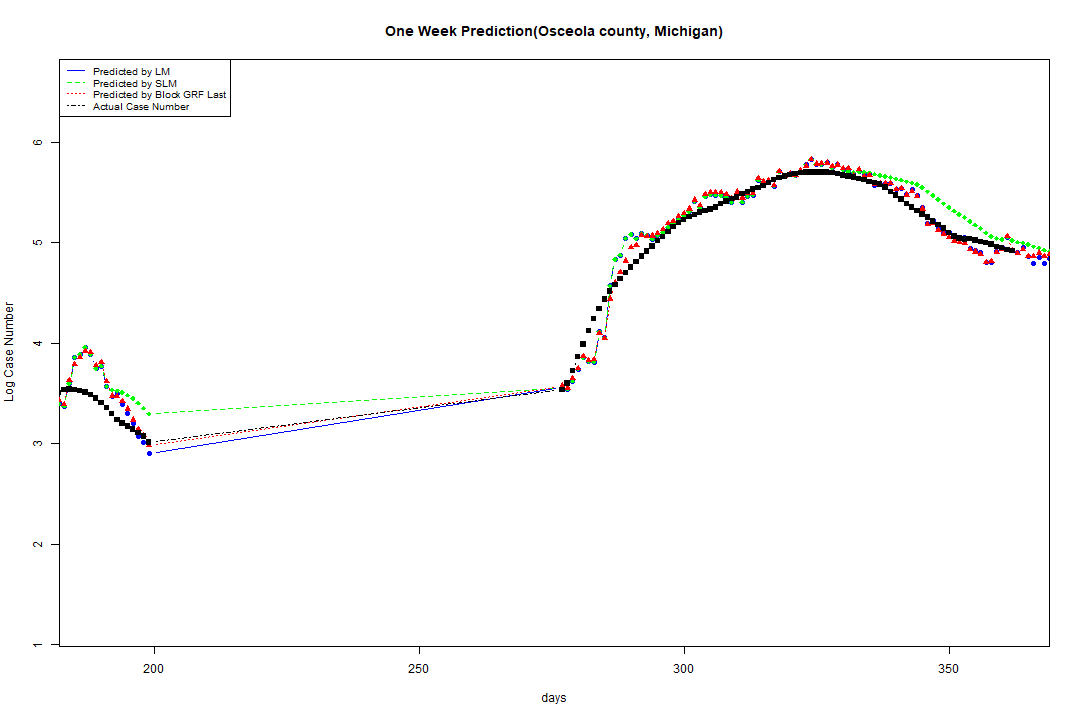 One Week Prediction(Osceola county, Michigan)
Predicted by LM
Predicted by SLM
Predicted by Block GRF Last
Actual Case Number
Log Case Number
6
5
4
3
2
1
200 250 300 350
days